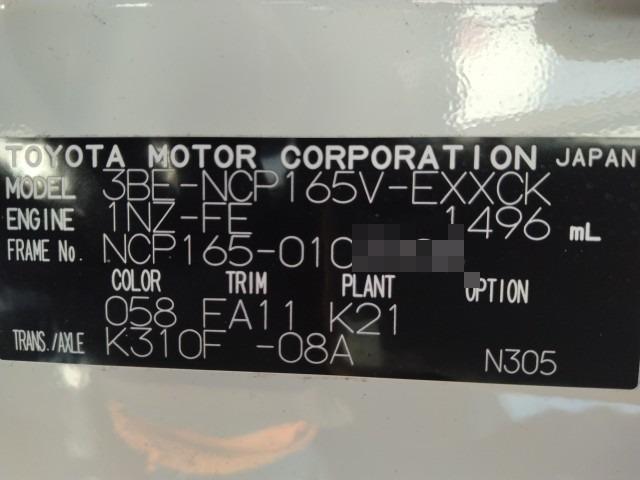 TOYOTA MOTOR CORPORATION JAPAN
MODEL 3BE-NCP165V-EXXCK
ENGINE 1NZ-FE 1496 mL
FRAME No. NCP165-010
COLOR TRIM PLANT OPTION
058 FA11 K21
TRANS./AXLE K310F -08A N305